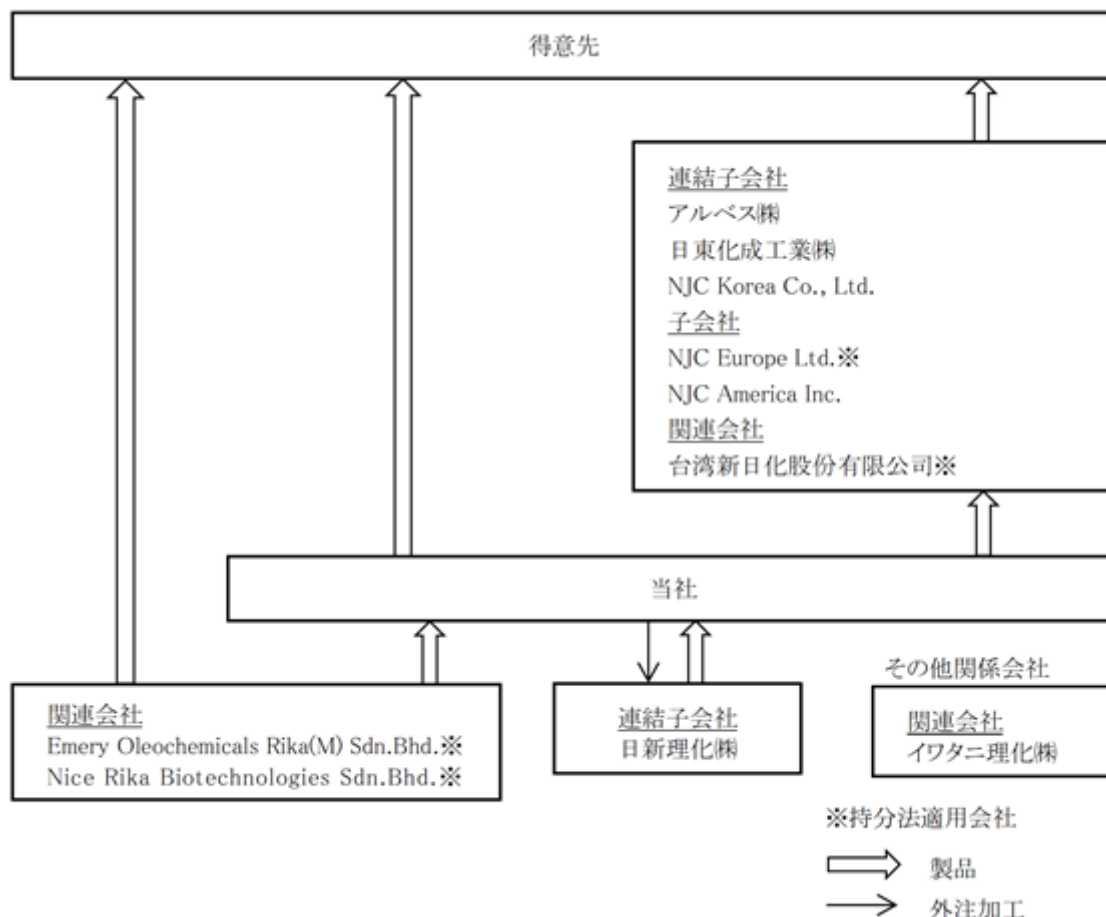 得意先
連結子会社
アルベス㈱
日東化成工業㈱
NJC Korea Co., Ltd.
子会社
NJC Europe Ltd.※
NJC America Inc.
関連会社
台湾新日化股份有限公司※
当社
関連会社
Emery Oleochemicals Rika(M) Sdn.Bhd.※
Nice Rika Biotechnologies Sdn.Bhd.※
連結子会社
日新理化㈱
その他関係会社
関連会社
イワタニ理化㈱
※持分法適用会社
製品
外注加工